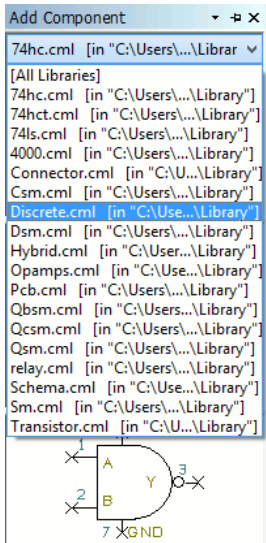 Add Component
74hc.cml [in "C:\Users\...\Librar
[All Libraries]
74hc.cml [in "C:\Users\...\Library"]
74hct.cml [in "C:\Users\...\Library"]
74ls.cml [in "C:\Users\...\Library"]
4000.cml [in "C:\Users\...\Library"]
Connector.cml [in "C:\U...\Library"]
Csm.cml [in "C:\Users\...\Library"]
Discrete.cml [in "C:\Use...\Library"]
Dsm.cml [in "C:\Users\...\Library"]
Hybrid.cml [in "C:\User...\Library"]
Opamps.cml [in "C:\Use...\Library"]
Pcb.cml [in "C:\Users\...\Library"]
Qbsm.cml [in "C:\Users...\Library"]
Qcsm.cml [in "C:\Users\...\Library"]
Qsm.cml [in "C:\Users\...\Library"]
relay.cml [in "C:\Users\...\Library"]
Schema.cml [in "C:\Use...\Library"]
Sm.cml [in "C:\Users\...\Library"]
Transistor.cml [in "C:\U...\Library"]
1
A
Y
3
2
B
7 GND